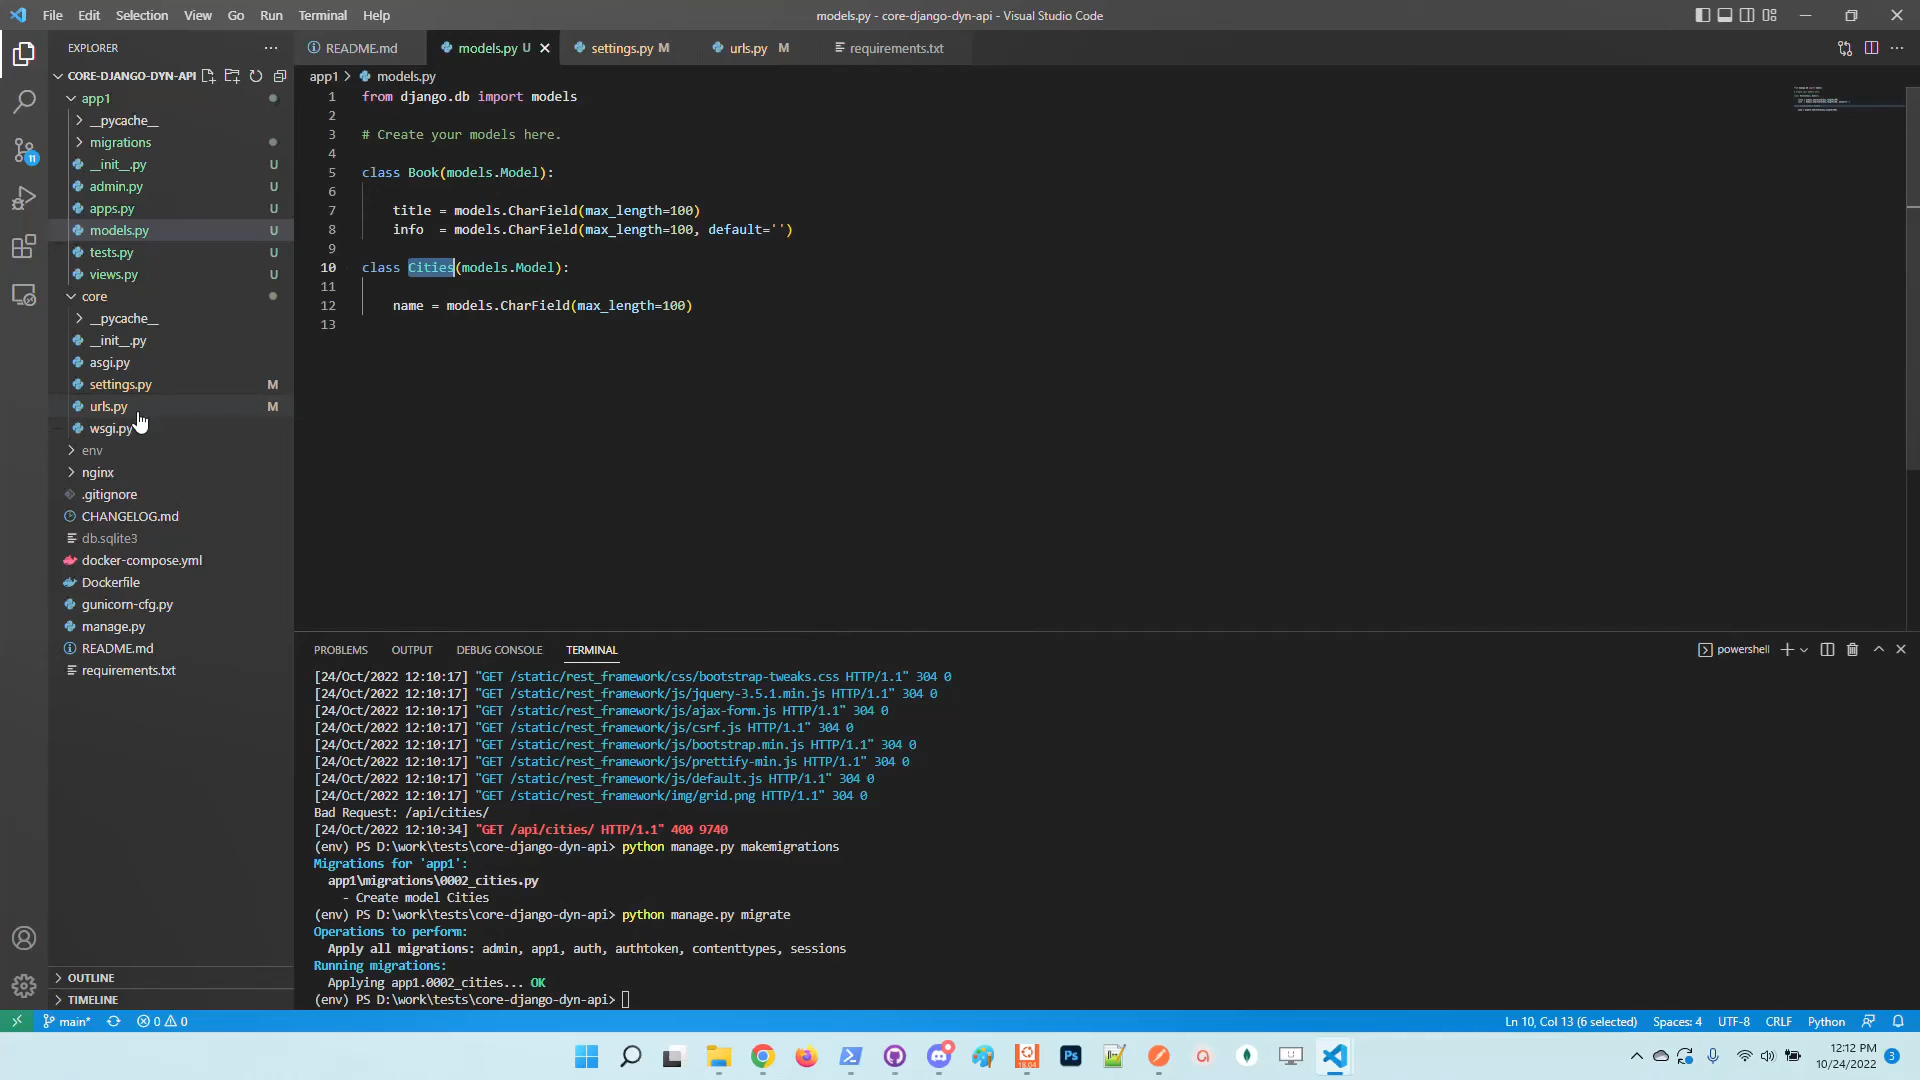 File Edit Selection View Go Run Terminal Help
models.py - core-django-dyn-api - Visual Studio Code
EXPLORER
CORE-DJANGO-DYN-API
app1
__pycache__
migrations
__init__.py U
admin.py U
apps.py U
models.py U
tests.py U
views.py U
core
__pycache__
__init__.py
asgi.py
settings.py M
urls.py M
wsgi.py
env
nginx
.gitignore
CHANGELOG.md
db.sqlite3
docker-compose.yml
Dockerfile
gunicorn-cfg.py
manage.py
README.md
requirements.txt
OUTLINE
TIMELINE
11
README.md
models.py U
settings.py M
urls.py M
requirements.txt
app1 > models.py
1 from django.db import models
2
3 # Create your models here.
4
5 class Book(models.Model):
6
7 title = models.CharField(max_length=100)
8 info  = models.CharField(max_length=100, default='')
9
10 class Cities(models.Model):
11
12 name = models.CharField(max_length=100)
13
PROBLEMS OUTPUT DEBUG CONSOLE TERMINAL
powershell
[24/Oct/2022 12:10:17] "GET /static/rest_framework/css/bootstrap-tweaks.css HTTP/1.1" 304 0
[24/Oct/2022 12:10:17] "GET /static/rest_framework/js/jquery-3.5.1.min.js HTTP/1.1" 304 0
[24/Oct/2022 12:10:17] "GET /static/rest_framework/js/ajax-form.js HTTP/1.1" 304 0
[24/Oct/2022 12:10:17] "GET /static/rest_framework/js/csrf.js HTTP/1.1" 304 0
[24/Oct/2022 12:10:17] "GET /static/rest_framework/js/bootstrap.min.js HTTP/1.1" 304 0
[24/Oct/2022 12:10:17] "GET /static/rest_framework/js/prettify-min.js HTTP/1.1" 304 0
[24/Oct/2022 12:10:17] "GET /static/rest_framework/js/default.js HTTP/1.1" 304 0
[24/Oct/2022 12:10:17] "GET /static/rest_framework/img/grid.png HTTP/1.1" 304 0
Bad Request: /api/cities/
[24/Oct/2022 12:10:34] "GET /api/cities/ HTTP/1.1" 400 9740
(env) PS D:\work\tests\core-django-dyn-api> python manage.py makemigrations
Migrations for 'app1':
app1\migrations\0002_cities.py
- Create model Cities
(env) PS D:\work\tests\core-django-dyn-api> python manage.py migrate
Operations to perform:
Apply all migrations: admin, app1, auth, authtoken, contenttypes, sessions
Running migrations:
Applying app1.0002_cities... OK
(env) PS D:\work\tests\core-django-dyn-api>
main* 0 0
Ln 10, Col 13 (6 selected) Spaces: 4 UTF-8 CRLF Python
18.04
Ps
12:12 PM
10/24/2022
3